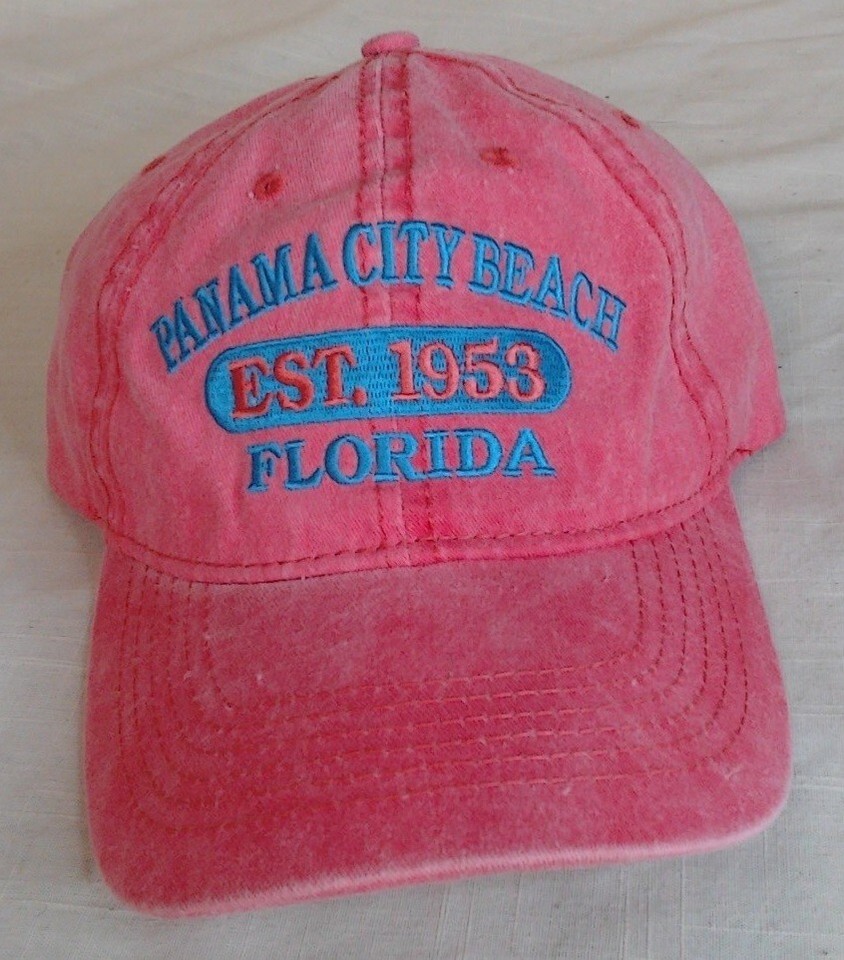 PANAMA CITY BEACH
EST. 1953
FLORIDA